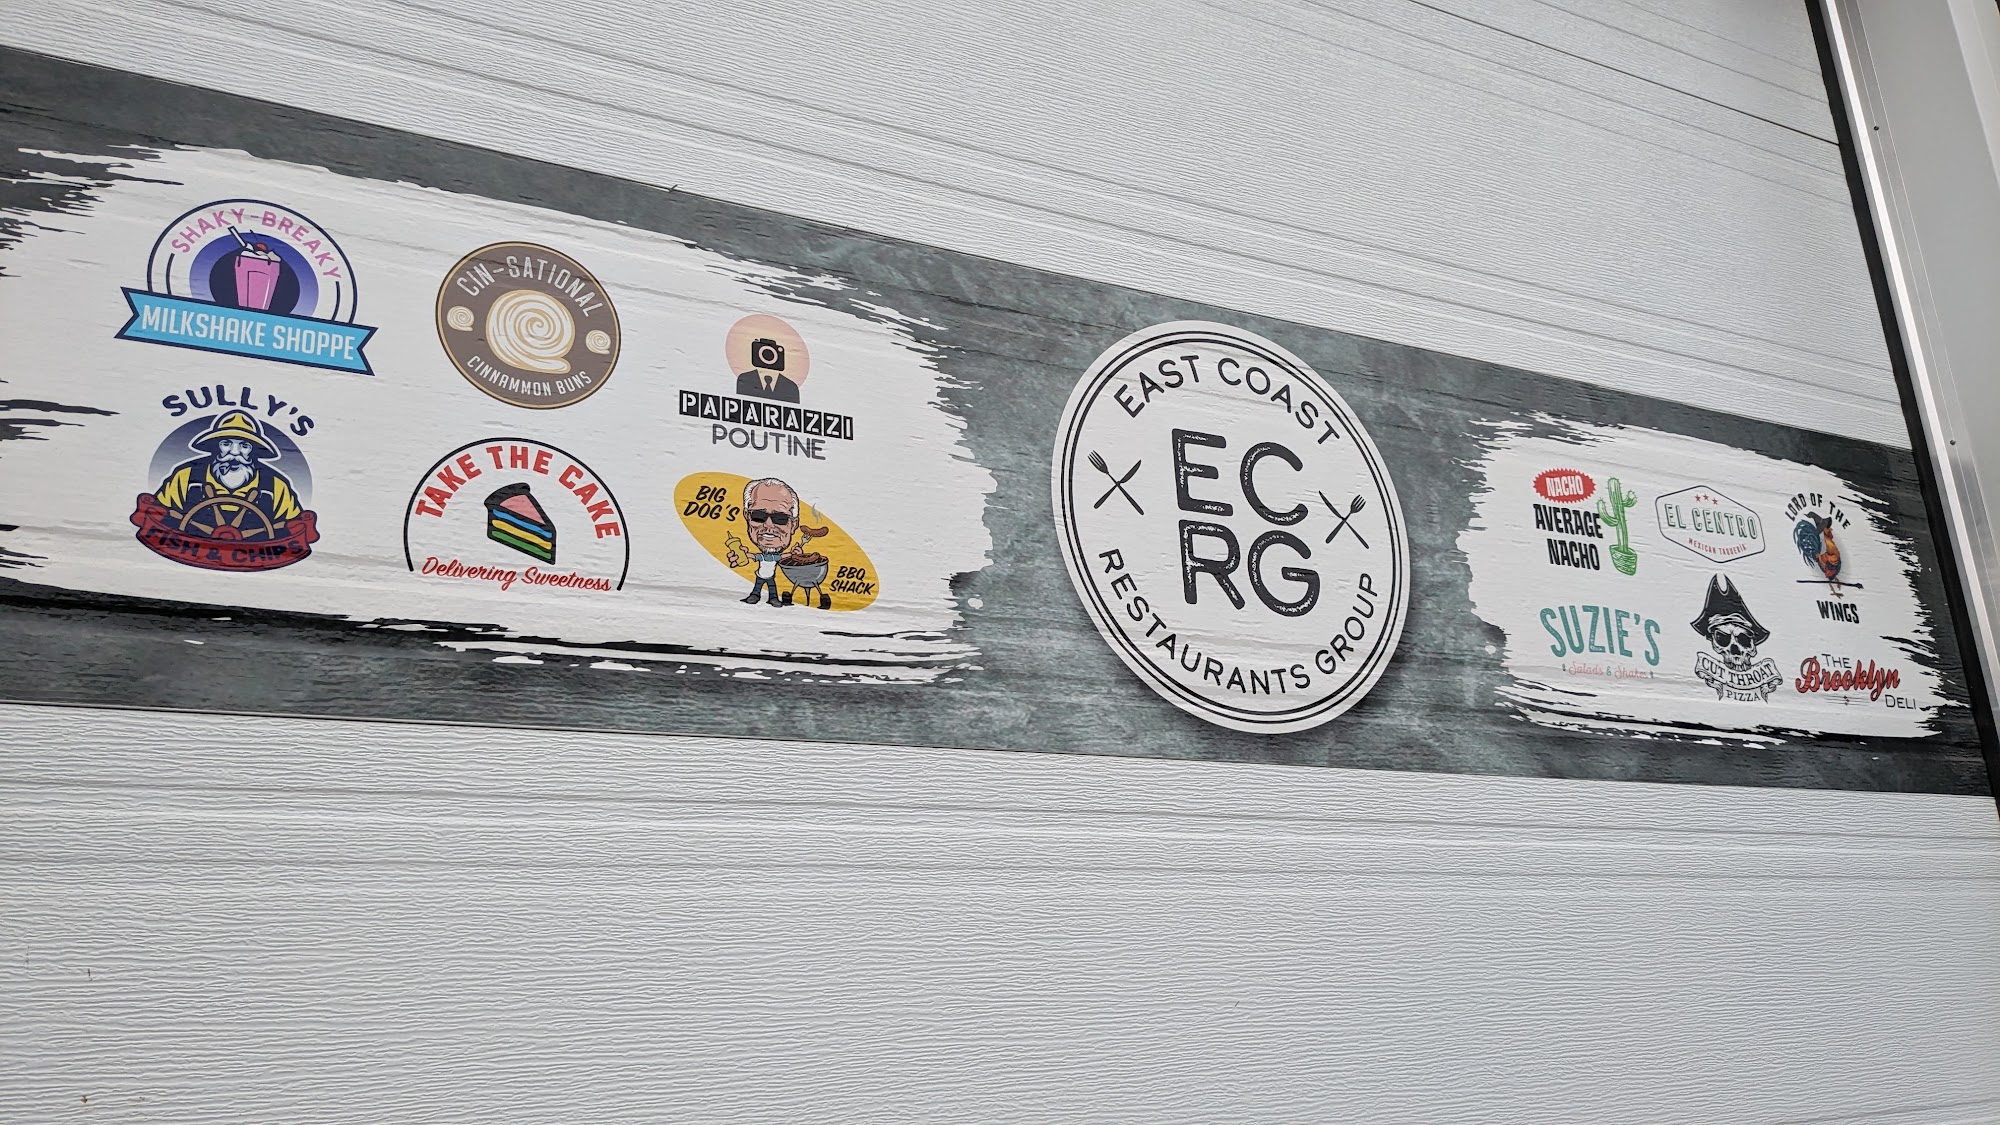 SHAKY-BREAKY
MILKSHAKE SHOPPE
CIN-SATIONAL
CINNAMMON BUNS
PAPARAZZI
POUTINE
SULLY'S
FISH & CHIPS
TAKE THE CAKE
Delivering Sweetness
BIG
DOG'S
BBQ
SHACK
EAST COAST
EC
RG
RESTAURANTS GROUP
NACHO
AVERAGE
NACHO
EL CENTRO
MEXICAN TAQUERIA
LORD OF THE
WINGS
SUZIE'S
Salads & Shakes
CUT THROAT
PIZZA
THE
Brooklyn
DELI